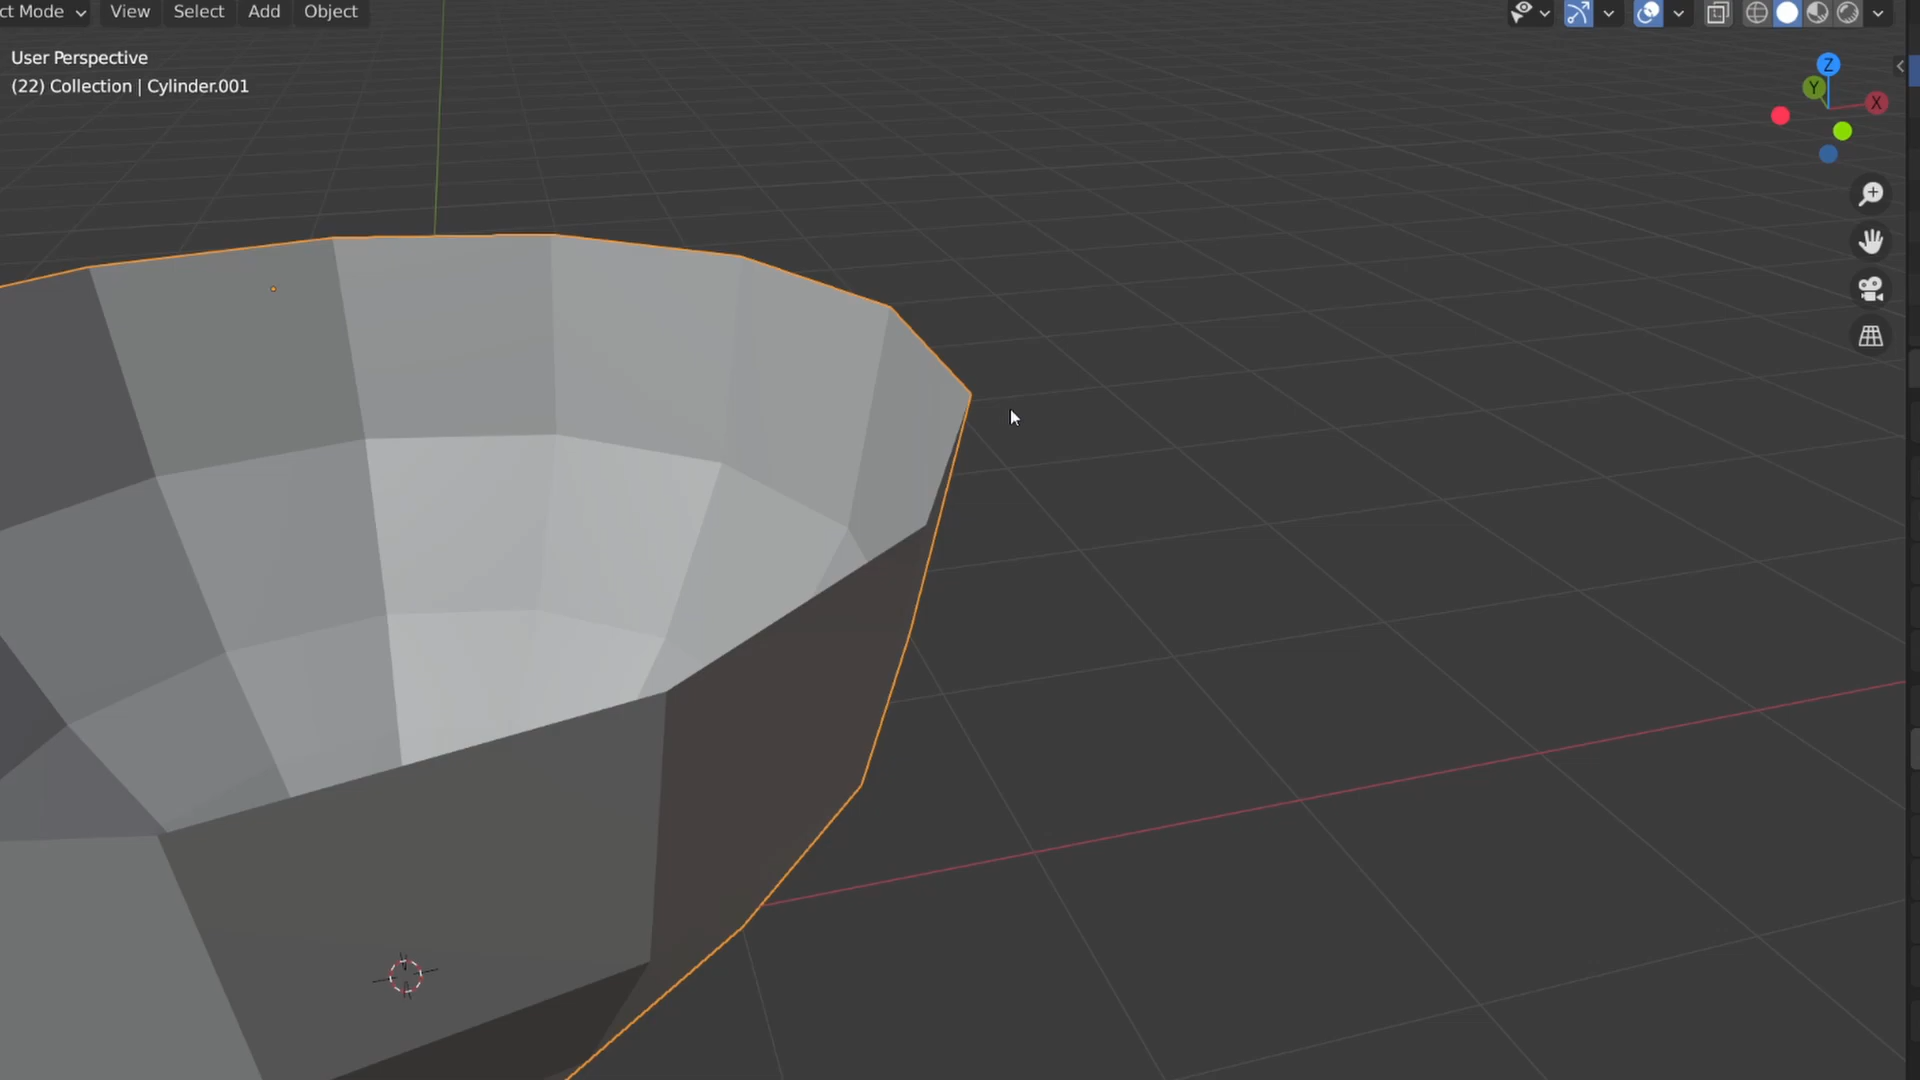 ct Mode View Select Add Object
User Perspective
(22) Collection | Cylinder.001
Z
Y
X